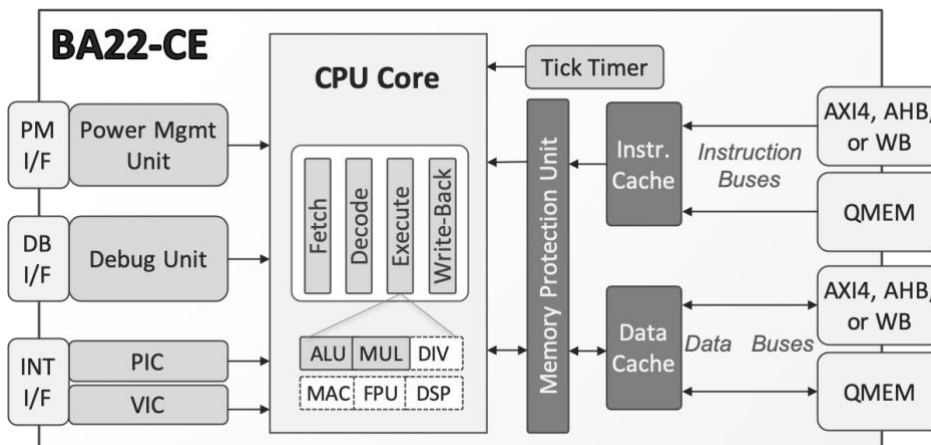 BA22-CE
CPU Core
Tick Timer
PM
I/F
Power Mgmt
Unit
DB
I/F
Debug Unit
INT
I/F
PIC
VIC
Fetch
Decode
Execute
Write-Back
ALU
MUL
DIV
MAC
FPU
DSP
Memory Protection Unit
Instr.
Cache
Instruction
Buses
AXI4, AHB,
or WB
QMEM
Data
Cache
Data Buses
AXI4, AHB,
or WB
QMEM